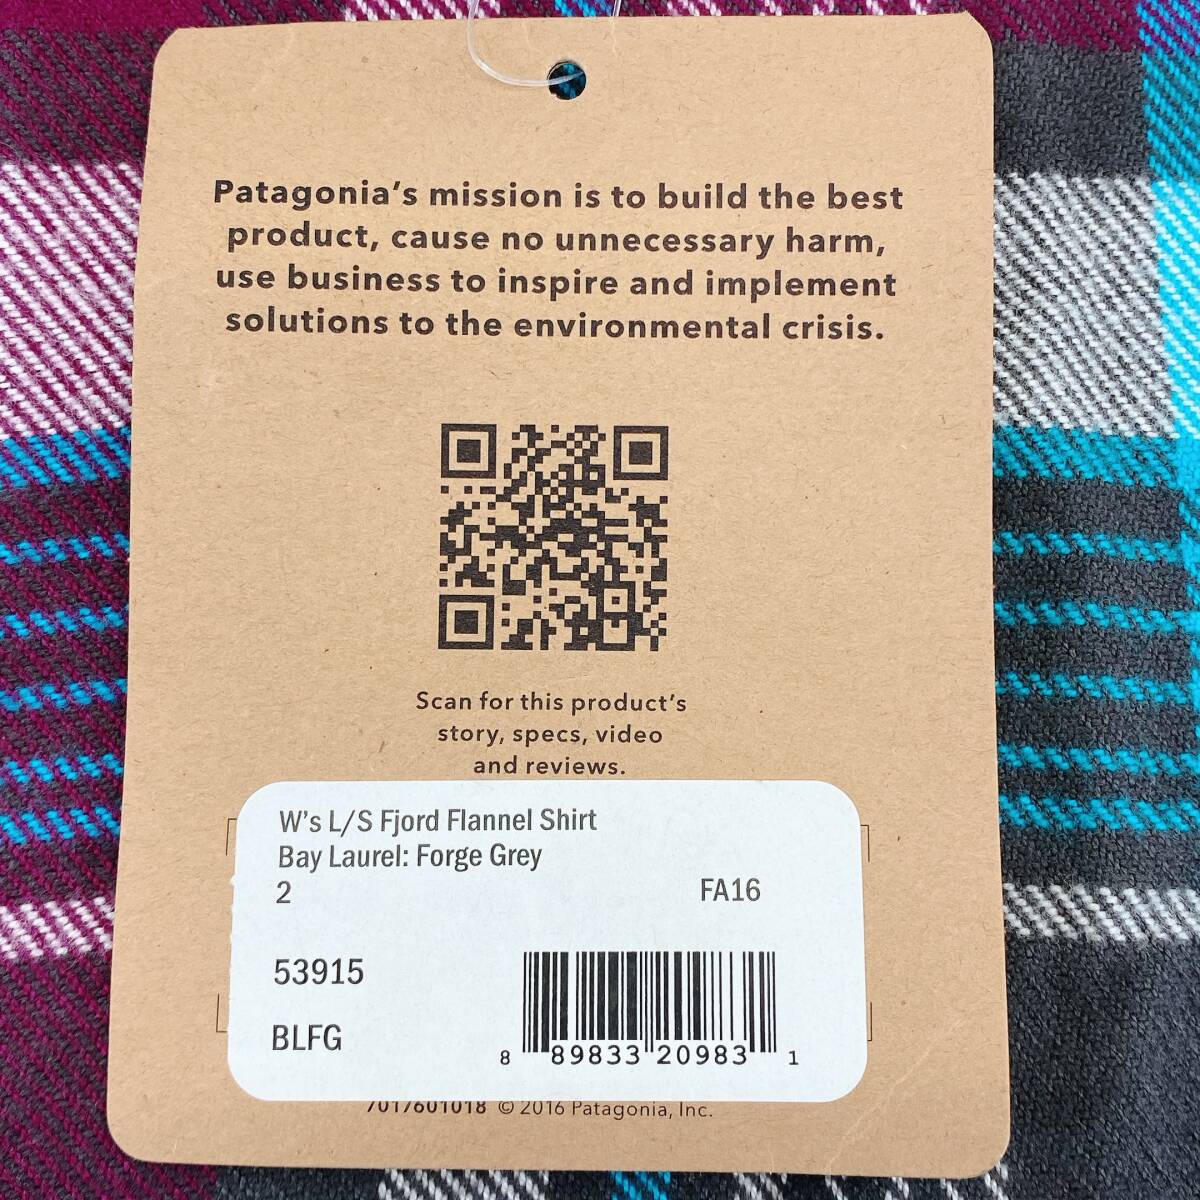 Patagonia's mission is to build the best
product, cause no unnecessary harm,
use business to inspire and implement
solutions to the environmental crisis.
Scan for this product's
story, specs, video
and reviews.
W's L/S Fjord Flannel Shirt
Bay Laurel: Forge Grey
2 FA16
53915
BLFG
8 89833 20983 1
7017601018 © 2016 Patagonia, Inc.